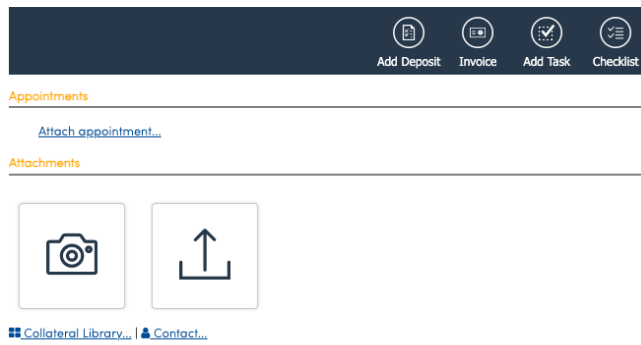 Add Deposit Invoice Add Task Checklist
Appointments
Attach appointment...
Attachments
Collateral Library... | Contact...